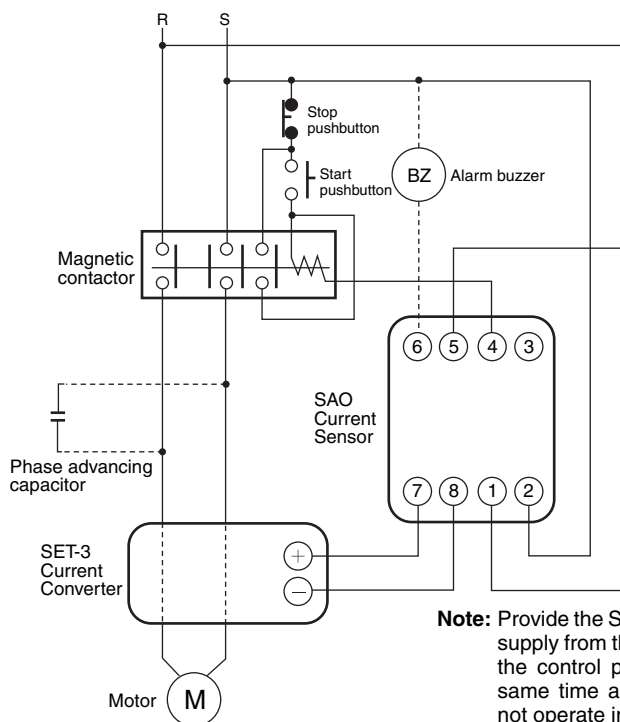 R S
Stop
pushbutton
Start
pushbutton
BZ Alarm buzzer
Magnetic
contactor
6 5 4 3
SAO
Current
Sensor
Phase advancing
capacitor
7 8 1 2
SET-3
Current
Converter
+
−
Note: Provide the S
supply from th
the control p
same time a
not operate in
Motor M